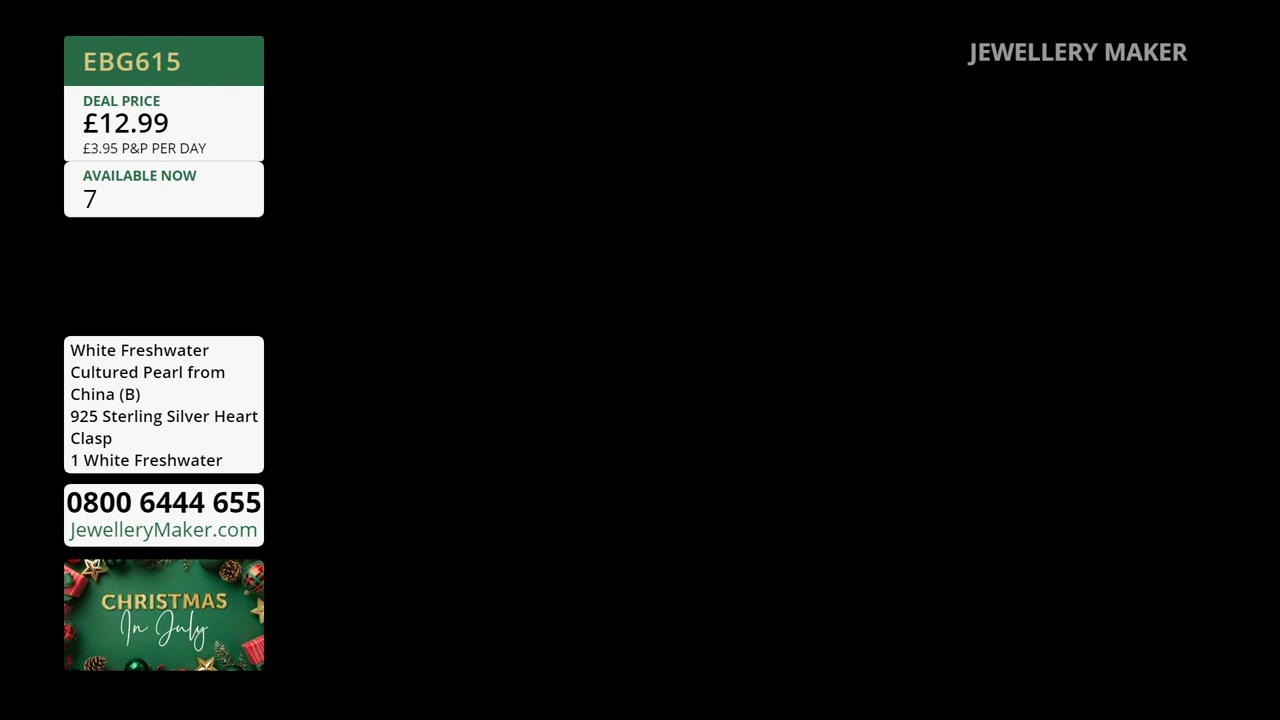 EBG615
DEAL PRICE
£12.99
£3.95 P&P PER DAY
AVAILABLE NOW
7
JEWELLERY MAKER
White Freshwater
Cultured Pearl from
China (B)
925 Sterling Silver Heart
Clasp
1 White Freshwater
0800 6444 655
JewelleryMaker.com
CHRISTMAS
In July